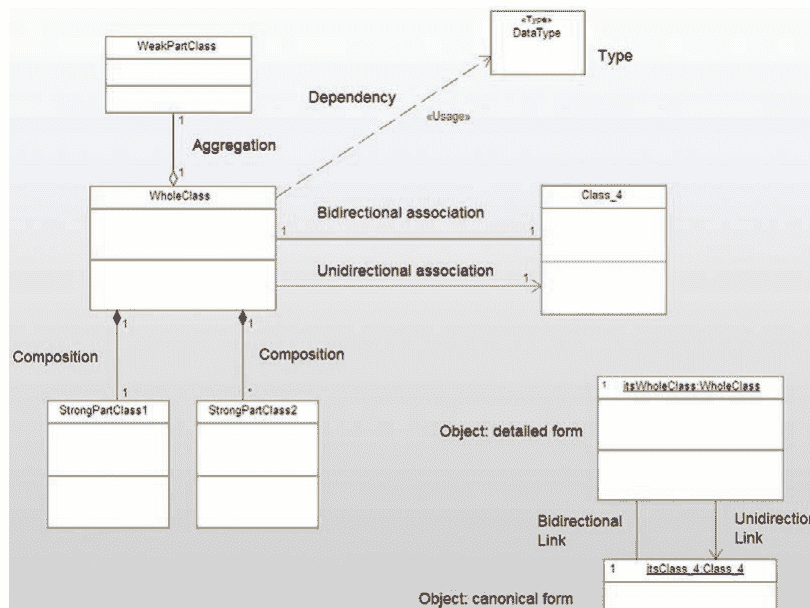 WeakPartClass
«Type»
DataType
Type
Dependency
«Usage»
1
Aggregation
1
WholeClass
Class_4
Bidirectional association
1
1
Unidirectional association
1
1
1
Composition
Composition
1
*
StrongPartClass1
StrongPartClass2
1 itsWholeClass:WholeClass
Object: detailed form
Bidirectional
Link
Unidirection
Link
1 itsClass_4:Class_4
Object: canonical form